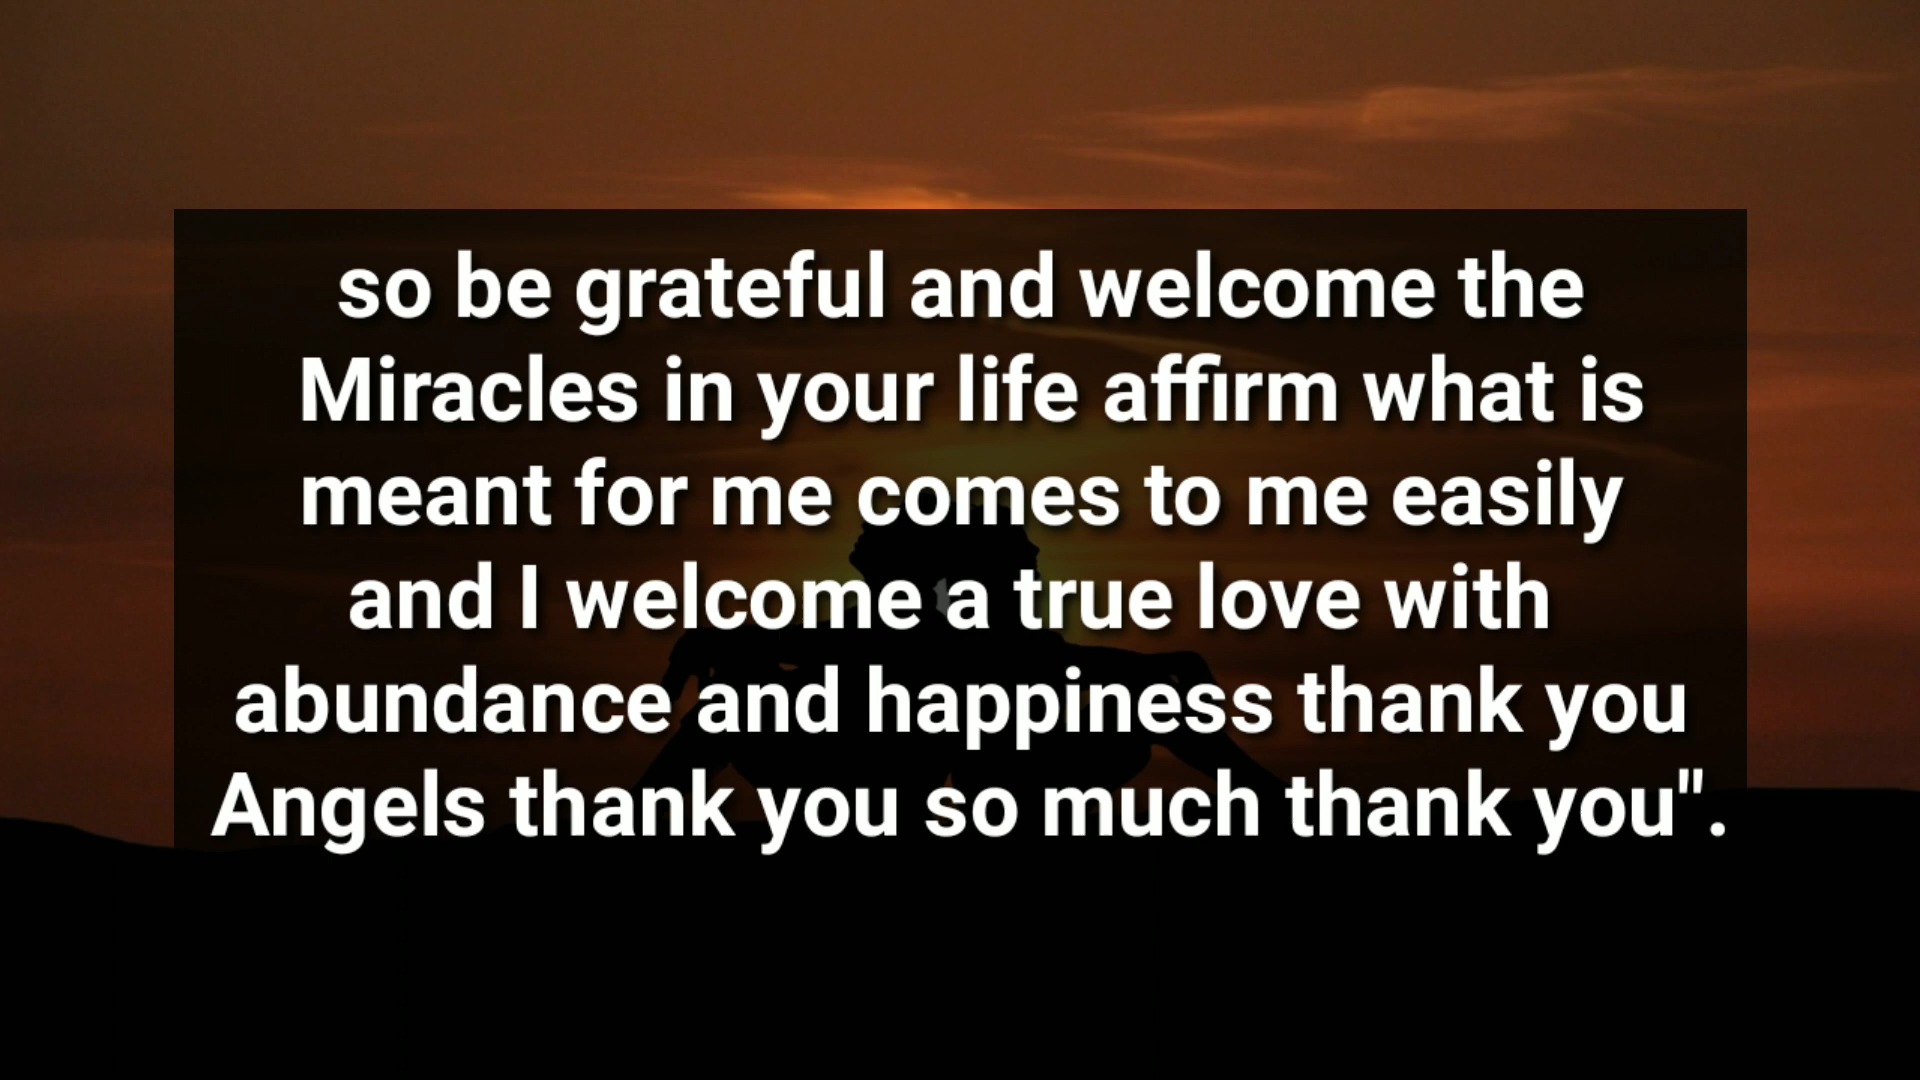 so be grateful and welcome the
Miracles in your life affirm what is
meant for me comes to me easily
and I welcome a true love with
abundance and happiness thank you
Angels thank you so much thank you".